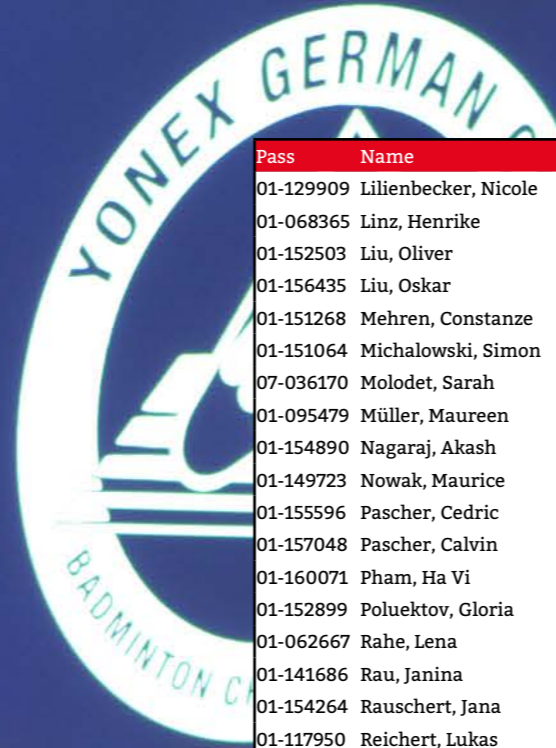 YONEX GERMAN
BADMINTON
Pass Name
01-129909 Lilienbecker, Nicole
01-068365 Linz, Henrike
01-152503 Liu, Oliver
01-156435 Liu, Oskar
01-151268 Mehren, Constanze
01-151064 Michalowski, Simon
07-036170 Molodet, Sarah
01-095479 Müller, Maureen
01-154890 Nagaraj, Akash
01-149723 Nowak, Maurice
01-155596 Pascher, Cedric
01-157048 Pascher, Calvin
01-160071 Pham, Ha Vi
01-152899 Poluektov, Gloria
01-062667 Rahe, Lena
01-141686 Rau, Janina
01-154264 Rauschert, Jana
01-117950 Reichert, Lukas